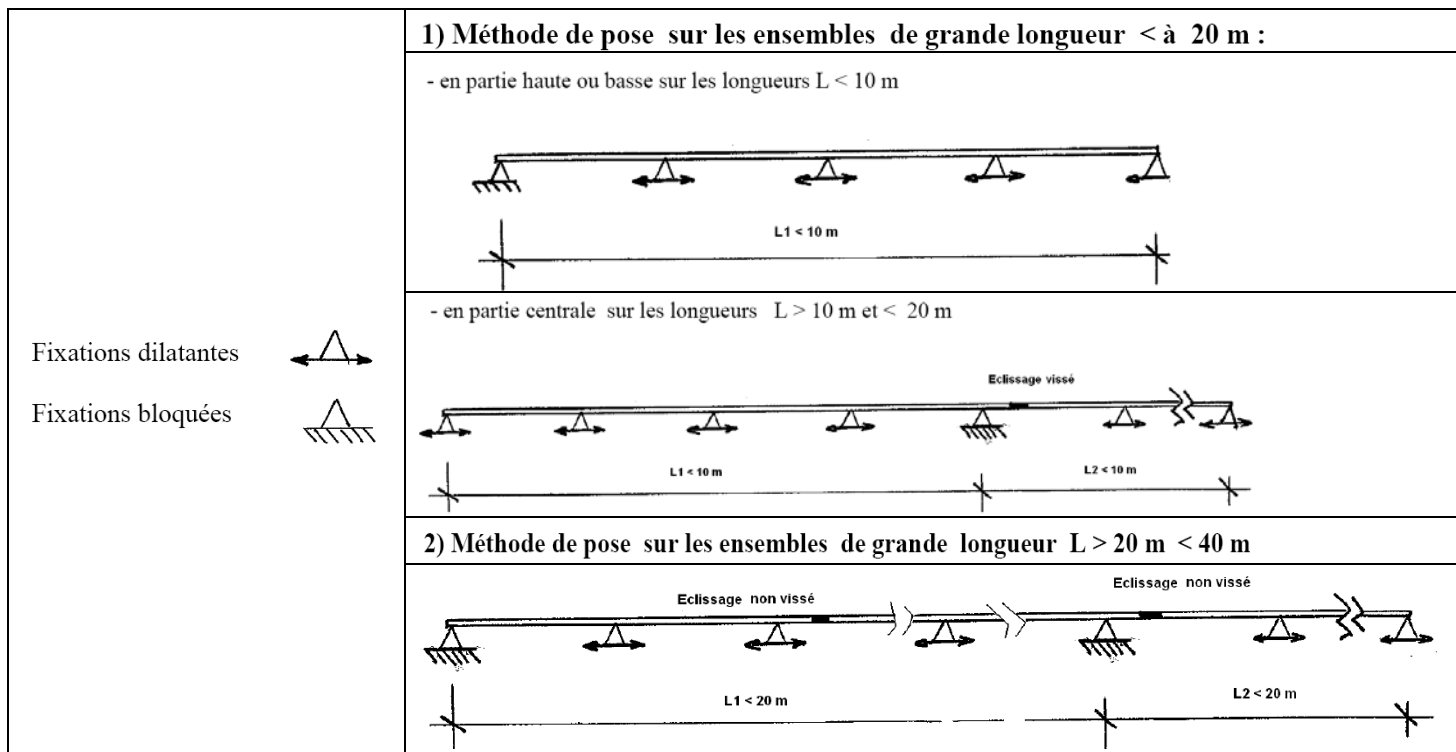 Fixations dilatantes
Fixations bloquées
1) Méthode de pose sur les ensembles de grande longueur < à 20 m :
- en partie haute ou basse sur les longueurs L < 10 m
L1 < 10 m
- en partie centrale sur les longueurs L > 10 m et < 20 m
Eclissage vissé
L1 < 10 m
L2 < 10 m
2) Méthode de pose sur les ensembles de grande longueur L > 20 m < 40 m
Eclissage non vissé
Eclissage non vissé
L1 < 20 m
L2 < 20 m